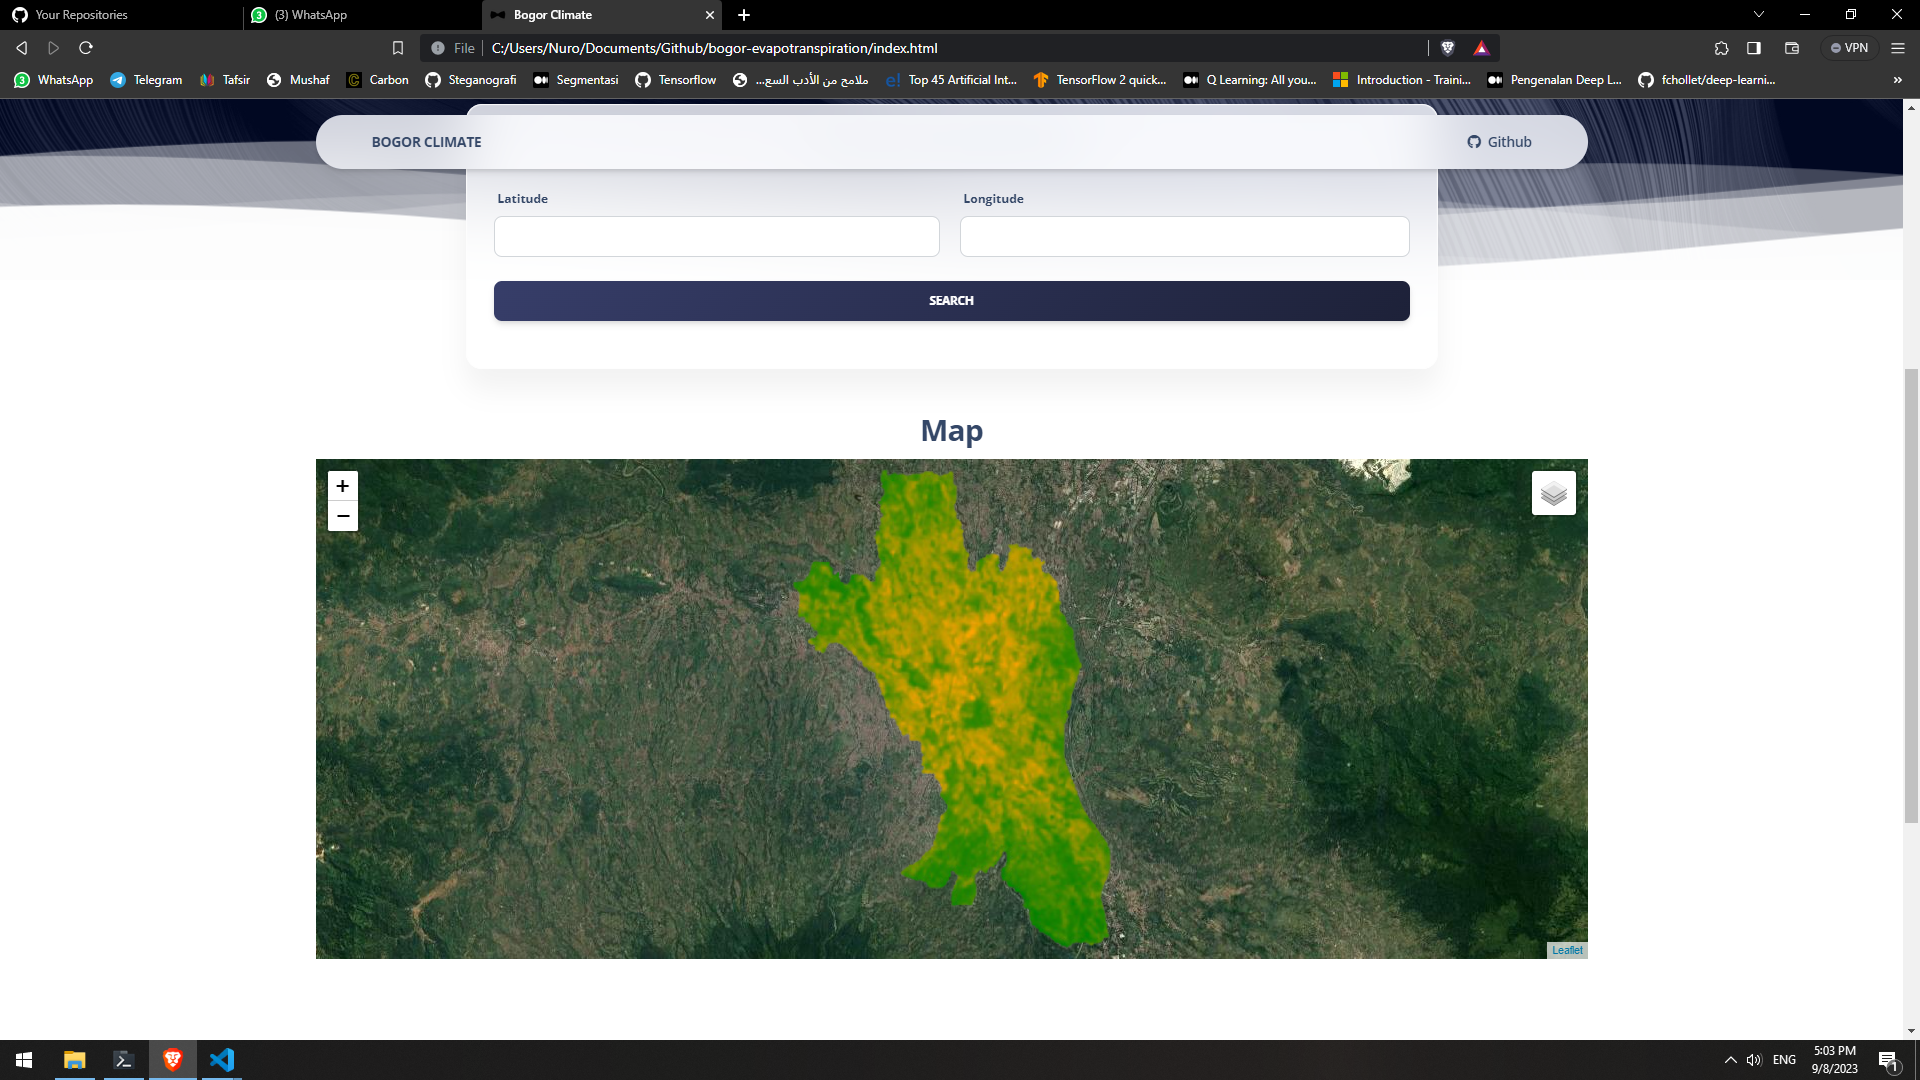 Your Repositories
(3) WhatsApp
Bogor Climate
File
C:/Users/Nuro/Documents/Github/bogor-evapotranspiration/index.html
VPN
WhatsApp
Telegram
Tafsir
Mushaf
Carbon
Steganografi
Segmentasi
Tensorflow
ملامح من الأدب السع...
Top 45 Artificial Int...
TensorFlow 2 quick...
Q Learning: All you...
Introduction - Traini...
Pengenalan Deep L...
fchollet/deep-learni...
BOGOR CLIMATE
Github
Latitude
Longitude
SEARCH
Map
+
−
Leaflet
ENG
5:03 PM
9/8/2023
1